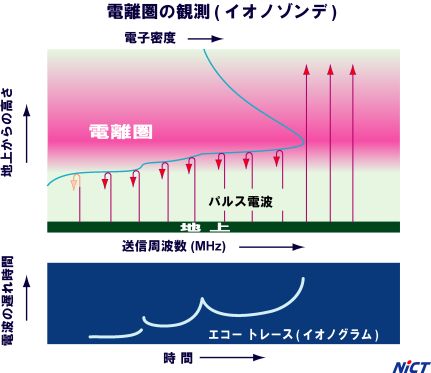 電離圏の観測(イオノゾンデ)
電子密度
地上からの高さ
電離圏
パルス電波
地上
送信周波数(MHz)
電波の遅れ時間
エコートレース(イオノグラム)
時間
NiCT